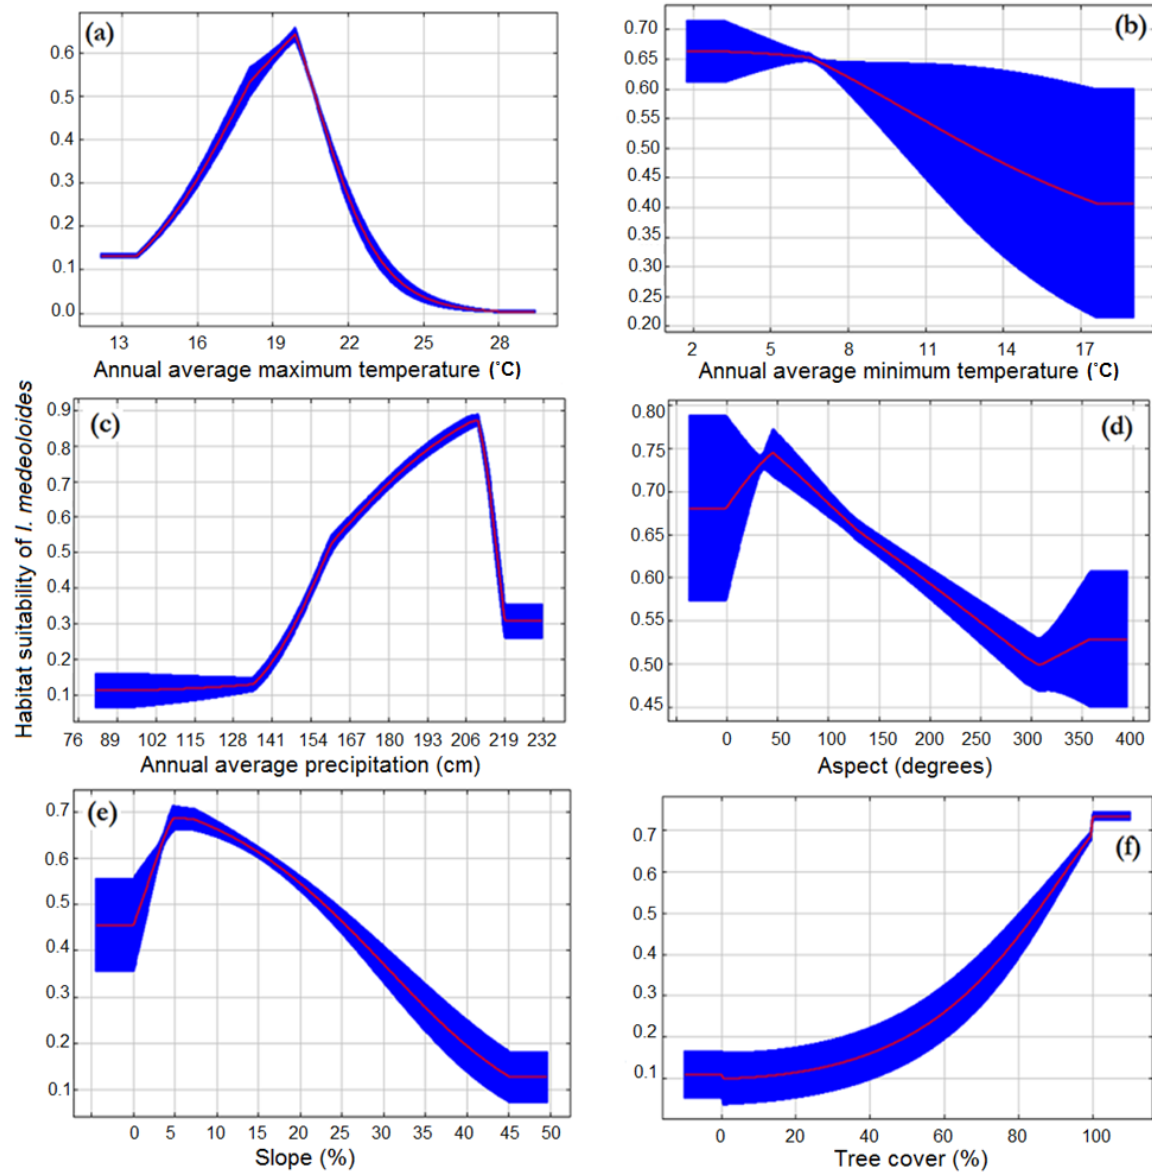 (a)
0.6
0.5
0.4
0.3
0.2
0.1
0.0
13 16 19 22 25 28
Annual average maximum temperature (˚C)
(b)
0.70
0.65
0.60
0.50
0.45
0.40
0.35
0.30
0.25
0.20
2 5 8 11 14 17
Annual average minimum temperature (˚C)
Habitat suitability of I. medeoloides
(c)
0.9
0.8
0.7
0.6
0.5
0.4
0.3
0.2
0.1
76 89 102 115 128 141 154 167 180 193 206 219 232
Annual average precipitation (cm)
(d)
0.80
0.75
0.70
0.65
0.60
0.55
0.50
0.45
0 50 100 150 200 250 300 350 400
Aspect (degrees)
(e)
0.7
0.6
0.5
0.4
0.3
0.2
0.1
0 5 10 15 20 25 30 35 40 45 50
Slope (%)
(f)
0.7
0.6
0.5
0.4
0.3
0.2
0.1
0 20 40 60 80 100
Tree cover (%)